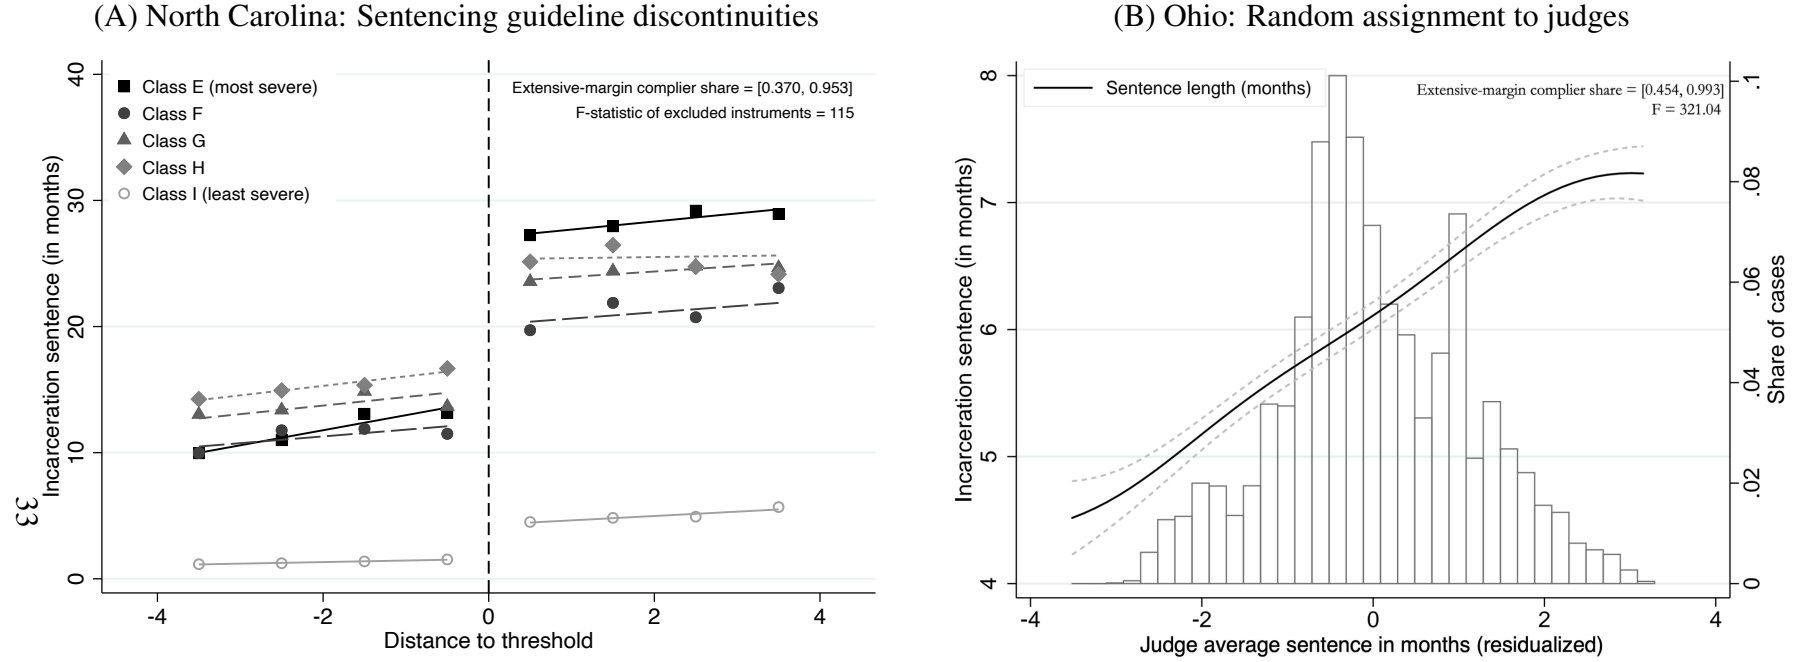 (A) North Carolina: Sentencing guideline discontinuities
Class E (most severe)
Class F
Class G
Class H
Class I (least severe)
Extensive-margin complier share = [0.370, 0.953]
F-statistic of excluded instruments = 115
Incarceration sentence (in months)
40
30
20
10
0
-4
-2
0
2
4
Distance to threshold
33
(B) Ohio: Random assignment to judges
Sentence length (months)
Extensive-margin complier share = [0.454, 0.993]
F = 321.04
Incarceration sentence (in months)
8
7
6
5
4
.1
.08
.06
.04
.02
0
Share of cases
-4
-2
0
2
4
Judge average sentence in months (residualized)